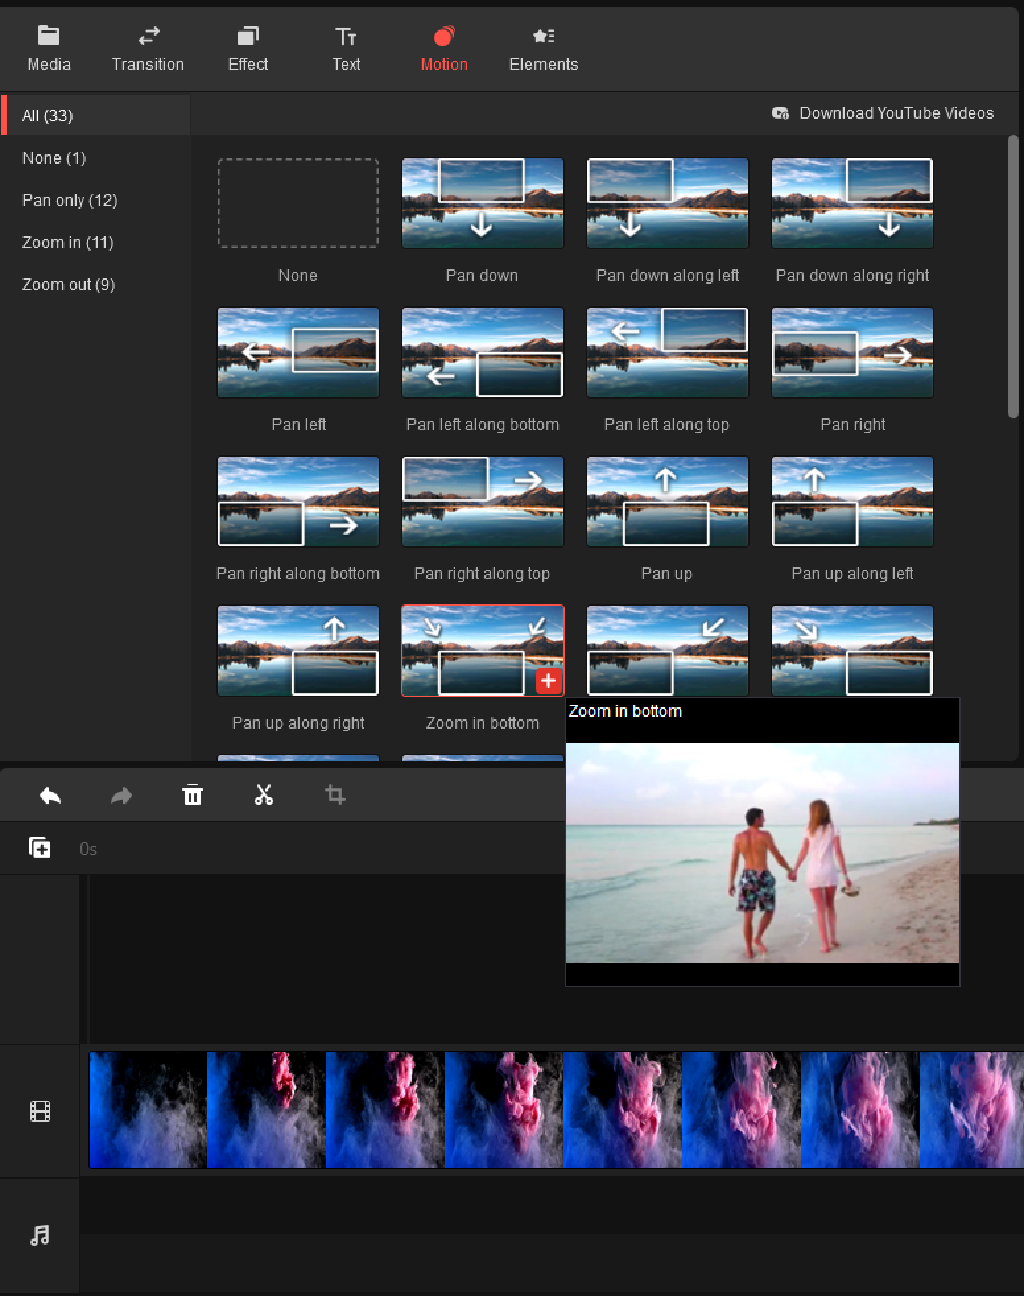 Media Transition Effect Text Motion Elements
All (33)
Download YouTube Videos
None (1)
Pan only (12)
Zoom in (11)
Zoom out (9)
None Pan down Pan down along left Pan down along right
Pan left Pan left along bottom Pan left along top Pan right
Pan right along bottom Pan right along top Pan up Pan up along left
Pan up along right Zoom in bottom
Zoom in bottom
0s